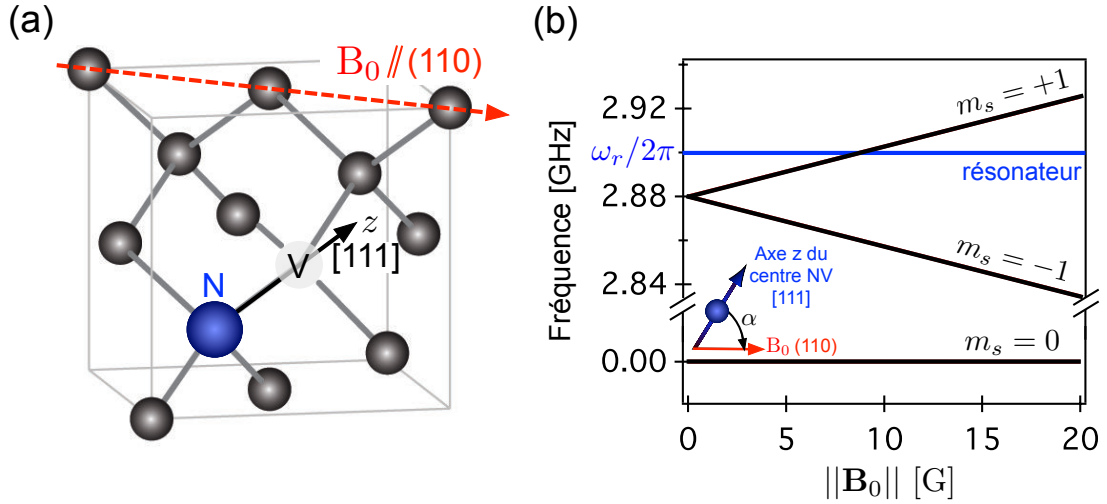 (a)
B₀ // (110)
z
[111]
V
N
(b)
Fréquence [GHz]
2.92
ωᵣ/2π
2.88
2.84
0.00
mₛ = +1
résonateur
mₛ = −1
Axe z du
centre NV
[111]
α
B₀ (110)
mₛ = 0
0
5
10
15
20
||B₀|| [G]